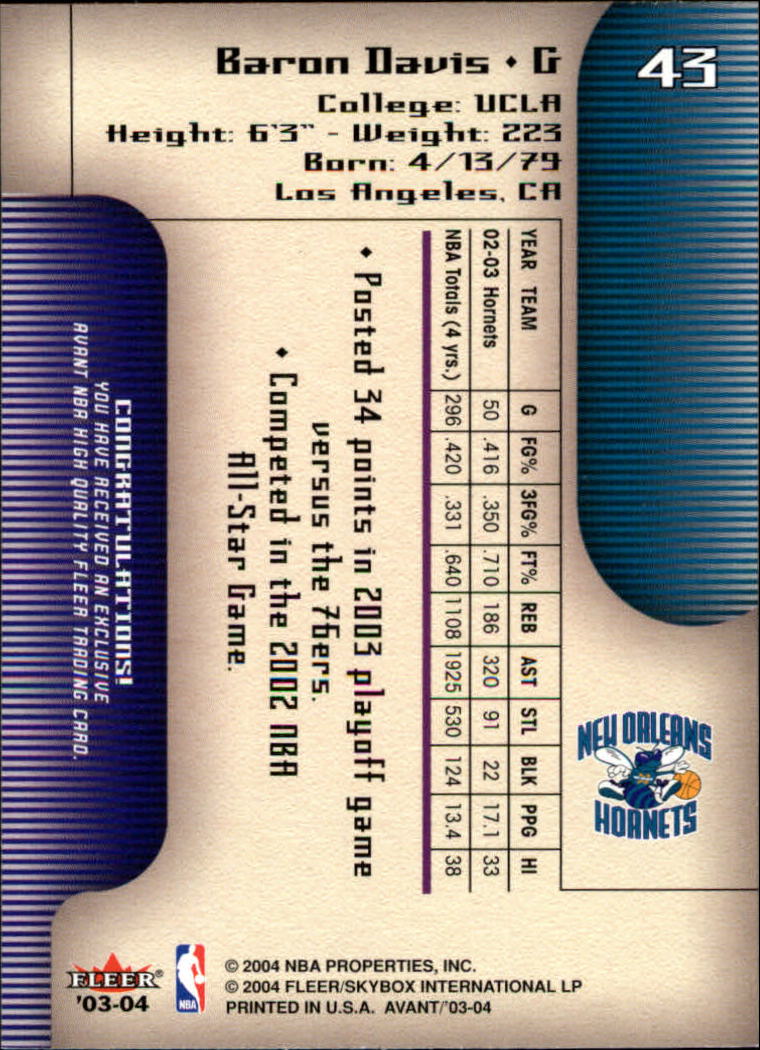 43
Baron Davis • G
College: UCLA
Height: 6'3" - Weight: 223
Born: 4/13/79
Los Angeles, CA
YEAR TEAM G FG% 3FG% FT% REB AST STL BLK PPG HI
02-03 Hornets 50 .416 .350 .710 186 320 91 22 17.1 33
NBA Totals (4 yrs.) 296 .420 .331 .640 1108 1925 530 124 13.4 38
• Posted 34 points in 2003 playoff game
versus the 76ers.
• Competed in the 2002 NBA
All-Star Game.
CONGRATULATIONS!
YOU HAVE RECEIVED AN EXCLUSIVE
AVANT NBA HIGH QUALITY FLEER TRADING CARD.
NEW ORLEANS
HORNETS
FLEER®
'03-04
NBA
© 2004 NBA PROPERTIES, INC.
© 2004 FLEER/SKYBOX INTERNATIONAL LP
PRINTED IN U.S.A. AVANT/'03-04